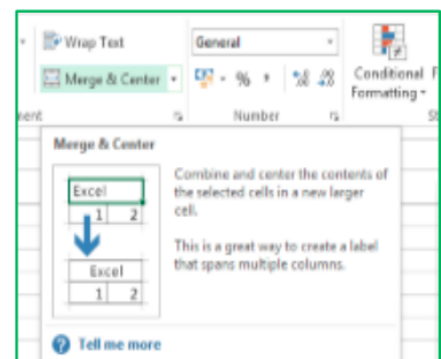 Wrap Text
General
Merge & Center
% ,
Conditional
Formatting
Number
Merge & Center
Excel
1 2
Excel
1 2
Combine and center the contents of
the selected cells in a new larger
cell.
This is a great way to create a label
that spans multiple columns.
Tell me more